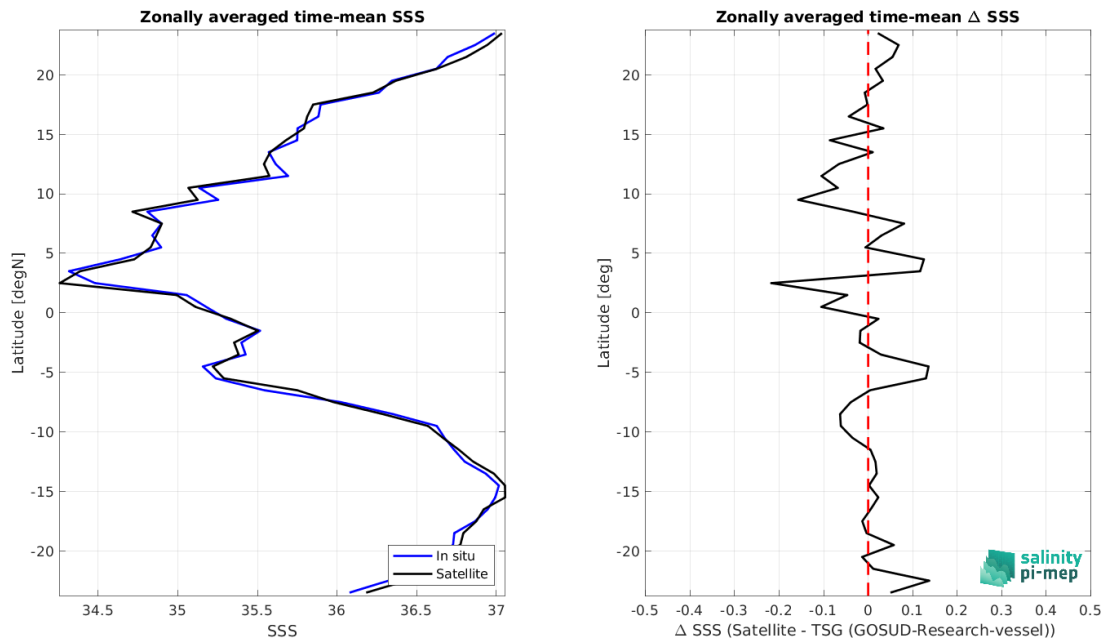 Zonally averaged time-mean SSS
Latitude [degN]
20
15
10
5
0
-5
-10
-15
-20
34.5 35 35.5 36 36.5 37
SSS
In situ
Satellite
Zonally averaged time-mean Δ SSS
Latitude [deg]
20
15
10
5
0
-5
-10
-15
-20
-0.5 -0.4 -0.3 -0.2 -0.1 0 0.1 0.2 0.3 0.4 0.5
Δ SSS (Satellite - TSG (GOSUD-Research-vessel))
salinity
pi-mep